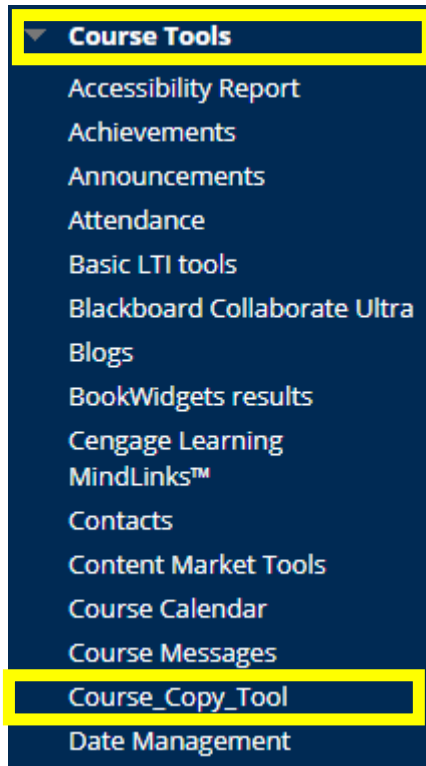 Course Tools
Accessibility Report
Achievements
Announcements
Attendance
Basic LTI tools
Blackboard Collaborate Ultra
Blogs
BookWidgets results
Cengage Learning
MindLinks™
Contacts
Content Market Tools
Course Calendar
Course Messages
Course_Copy_Tool
Date Management